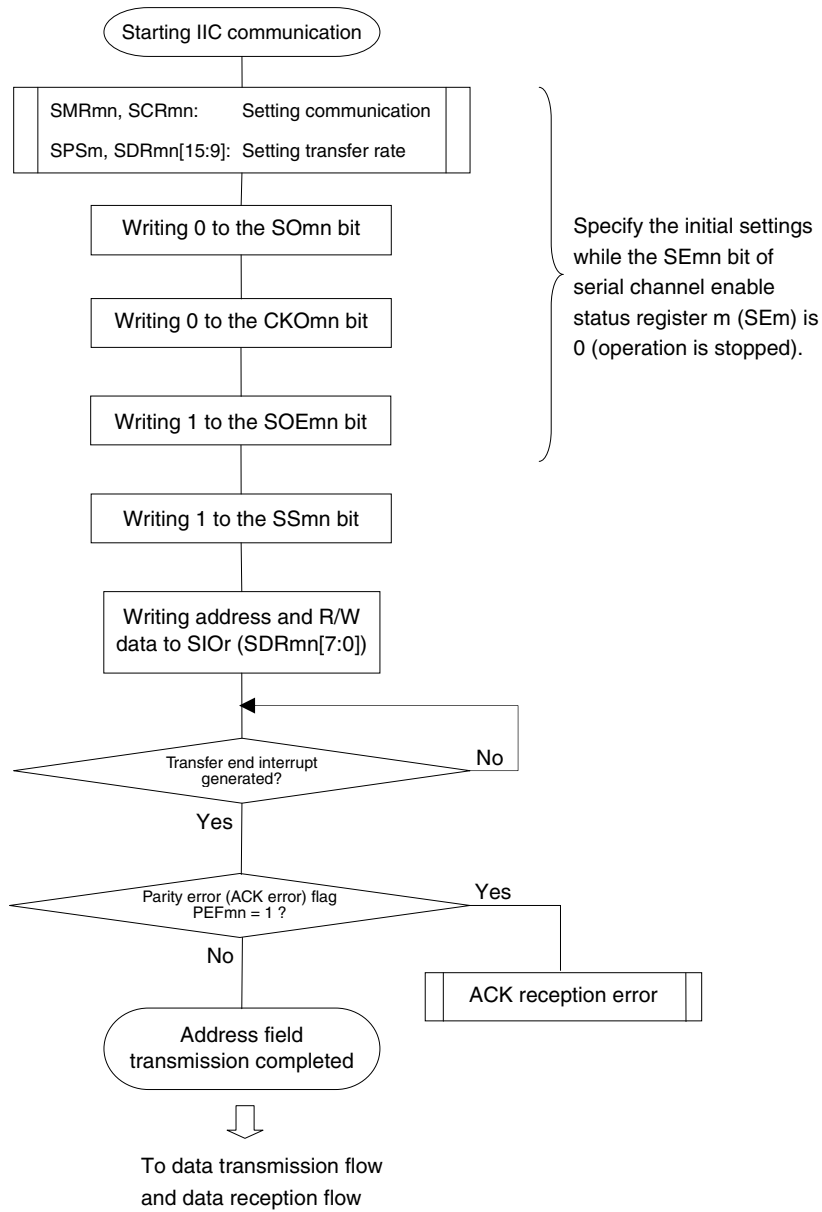 Starting IIC communication
SMRmn, SCRmn: Setting communication
SPSm, SDRmn[15:9]: Setting transfer rate
Writing 0 to the SOmn bit
Writing 0 to the CKOmn bit
Writing 1 to the SOEmn bit
Specify the initial settings
while the SEmn bit of
serial channel enable
status register m (SEm) is
0 (operation is stopped).
Writing 1 to the SSmn bit
Writing address and R/W
data to SIOr (SDRmn[7:0])
Transfer end interrupt
generated?
No
Yes
Parity error (ACK error) flag
PEFmn = 1 ?
Yes
No
ACK reception error
Address field
transmission completed
To data transmission flow
and data reception flow